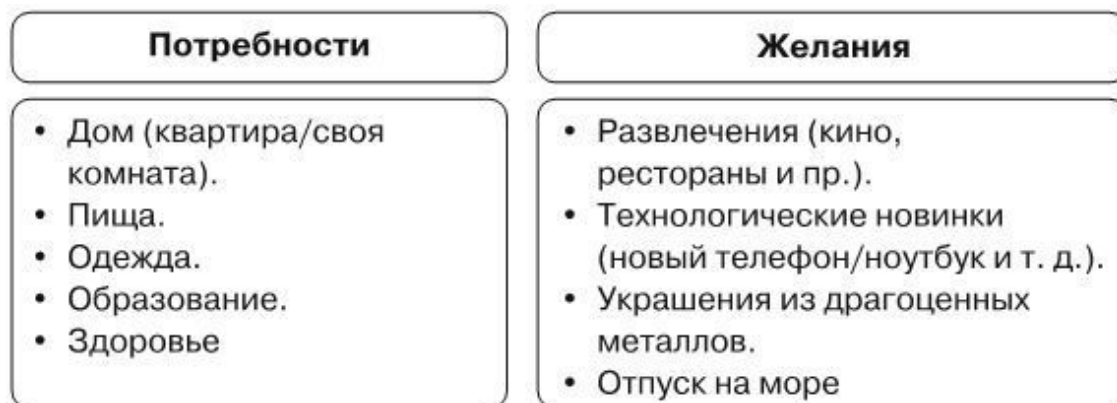 Потребности
• Дом (квартира/своя
комната).
• Пища.
• Одежда.
• Образование.
• Здоровье
Желания
• Развлечения (кино,
рестораны и пр.).
• Технологические новинки
(новый телефон/ноутбук и т. д.).
• Украшения из драгоценных
металлов.
• Отпуск на море